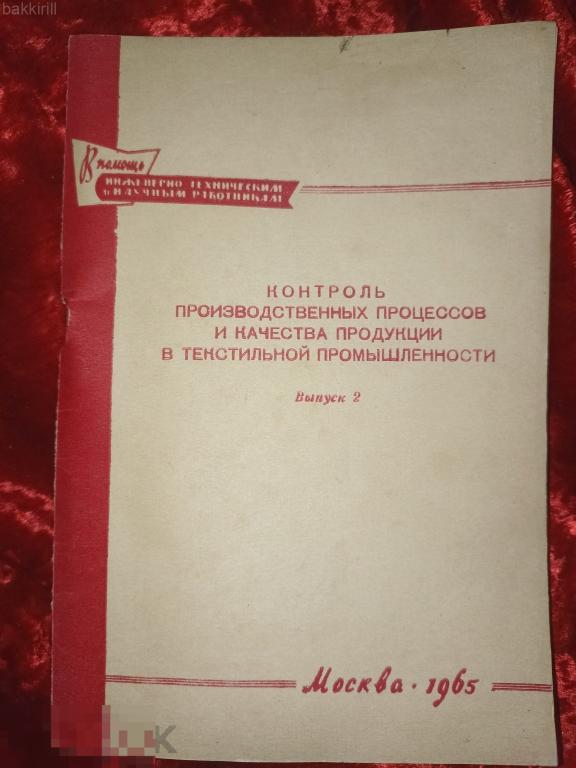 bakkirill
В помощь
ИНЖЕНЕРНО-ТЕХНИЧЕСКИМ
и НАУЧНЫМ РАБОТНИКАМ
КОНТРОЛЬ
ПРОИЗВОДСТВЕННЫХ ПРОЦЕССОВ
И КАЧЕСТВА ПРОДУКЦИИ
В ТЕКСТИЛЬНОЙ ПРОМЫШЛЕННОСТИ
Выпуск 2
Москва · 1965